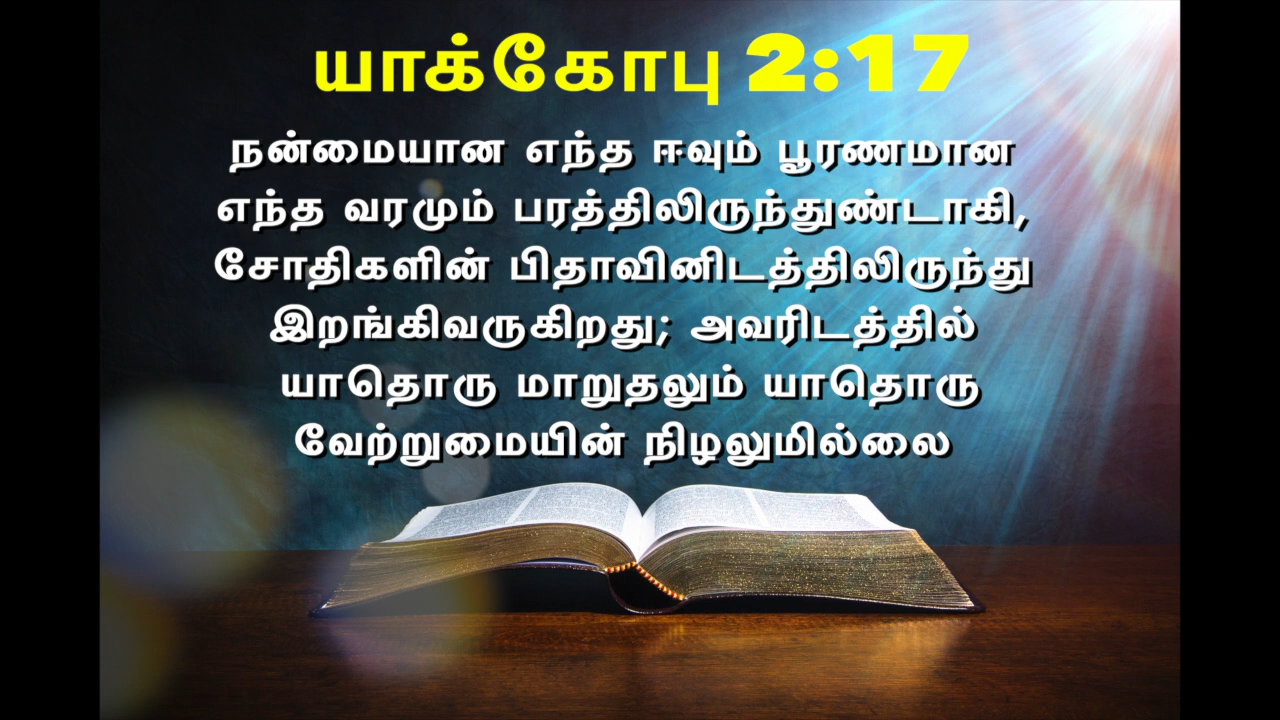 யாக்கோபு 2:17
நன்மையான எந்த ஈவும் பூரணமான
எந்த வரமும் பரத்திலிருந்துண்டாகி,
சோதிகளின் பிதாவினிடத்திலிருந்து
இறங்கிவருகிறது; அவரிடத்தில்
யாதொரு மாறுதலும் யாதொரு
வேற்றுமையின் நிழலுமில்லை